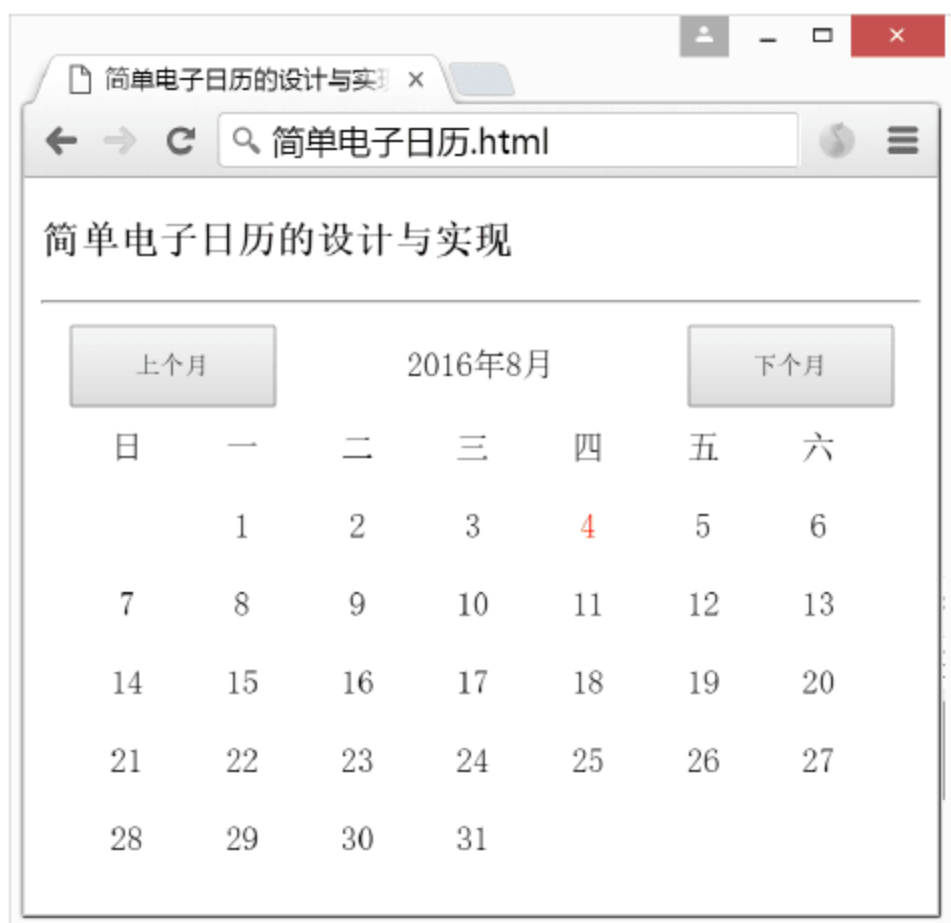 简单电子日历的设计与实
简单电子日历.html
简单电子日历的设计与实现
上个月 2016年8月 下个月
日 一 二 三 四 五 六
1 2 3 4 5 6
7 8 9 10 11 12 13
14 15 16 17 18 19 20
21 22 23 24 25 26 27
28 29 30 31